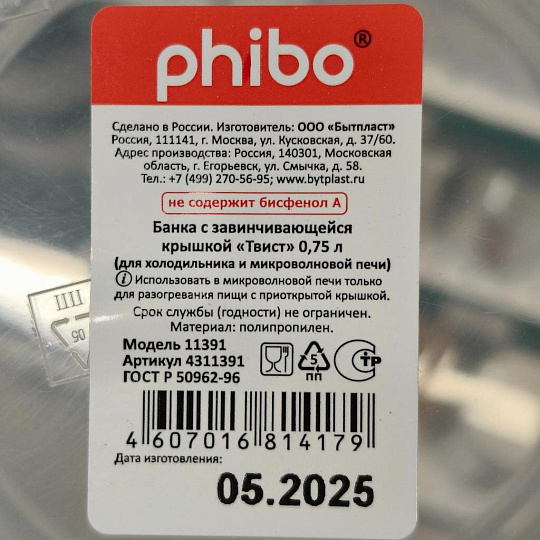 phibo®
Сделано в России. Изготовитель: ООО «Бытпласт»
Россия, 111141, г. Москва, ул. Кусковская, д. 37/60.
Адрес производства: Россия, 140301, Московская
область, г. Егорьевск, ул. Смычка, д. 58.
Тел.: +7 (499) 270-56-95; www.bytplast.ru
не содержит бисфенол А
Банка с завинчивающейся
крышкой «Твист» 0,75 л
(для холодильника и микроволновой печи)
i Использовать в микроволновой печи только
для разогревания пищи с приоткрытой крышкой.
Срок службы (годности) не ограничен.
Материал: полипропилен.
Модель 11391
Артикул 4311391
ГОСТ Р 50962-96
5
ПП
СТР
4 607016 814179
Дата изготовления:
05.2025
ПП
06